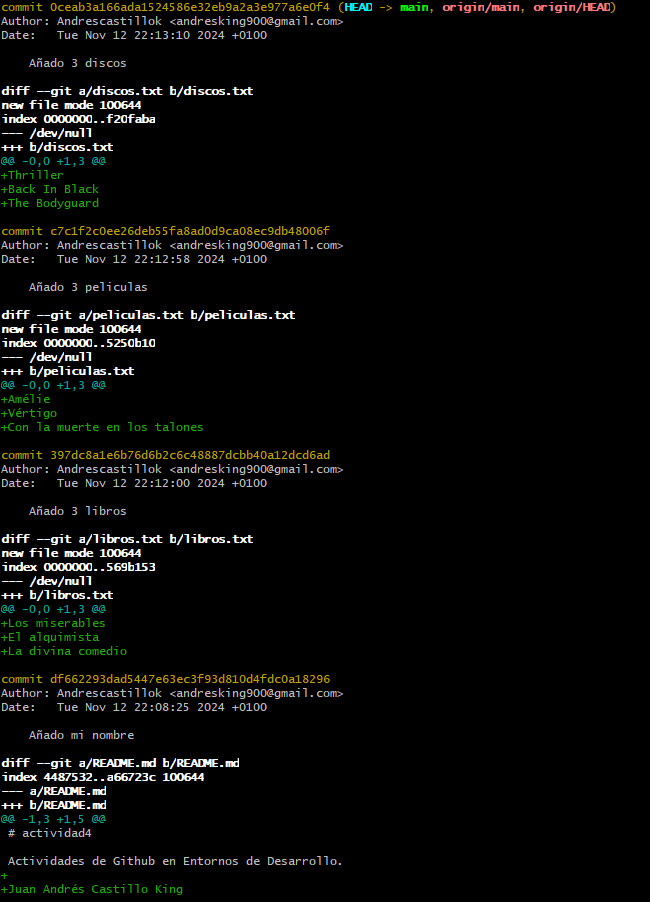 commit 0ceab3a166ada1524586e32eb9a2a3e977a6e0f4 (HEAD -> main, origin/main, origin/HEAD)
Author: Andrescastillok <andresking900@gmail.com>
Date:   Tue Nov 12 22:13:10 2024 +0100
    Añado 3 discos
diff --git a/discos.txt b/discos.txt
new file mode 100644
index 0000000..f20faba
--- /dev/null
+++ b/discos.txt
@@ -0,0 +1,3 @@
+Thriller
+Back In Black
+The Bodyguard
commit c7c1f2c0ee26deb55fa8ad0d9ca08ec9db48006f
Author: Andrescastillok <andresking900@gmail.com>
Date:   Tue Nov 12 22:12:58 2024 +0100
    Añado 3 peliculas
diff --git a/peliculas.txt b/peliculas.txt
new file mode 100644
index 0000000..5250b10
--- /dev/null
+++ b/peliculas.txt
@@ -0,0 +1,3 @@
+Amélie
+Vértigo
+Con la muerte en los talones
commit 397dc8a1e6b76d6b2c6c48887dcbb40a12dcd6ad
Author: Andrescastillok <andresking900@gmail.com>
Date:   Tue Nov 12 22:12:00 2024 +0100
    Añado 3 libros
diff --git a/libros.txt b/libros.txt
new file mode 100644
index 0000000..569b153
--- /dev/null
+++ b/libros.txt
@@ -0,0 +1,3 @@
+Los miserables
+El alquimista
+La divina comedio
commit df662293dad5447e63ec3f93d810d4fdc0a18296
Author: Andrescastillok <andresking900@gmail.com>
Date:   Tue Nov 12 22:08:25 2024 +0100
    Añado mi nombre
diff --git a/README.md b/README.md
index 4487532..a66723c 100644
--- a/README.md
+++ b/README.md
@@ -1,3 +1,5 @@
 # actividad4
 Actividades de Github en Entornos de Desarrollo.
+
+Juan Andrés Castillo King